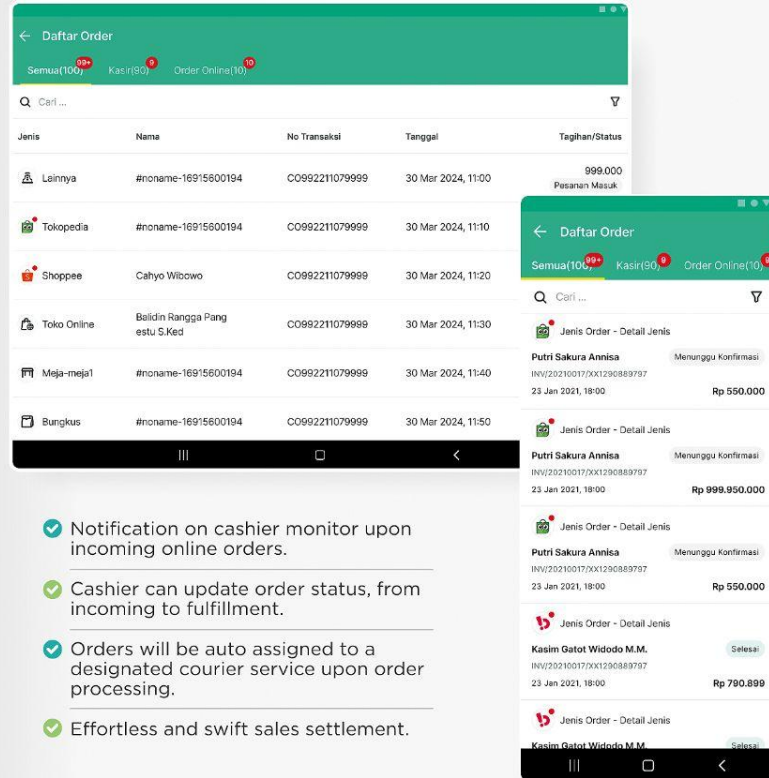 Daftar Order
Semua(100) 99+ Kasir(90) 9 Order Online(10) 10
Cari ...
Jenis Nama No Transaksi Tanggal Tagihan/Status
Lainnya #noname-16915600194 CO992211079999 30 Mar 2024, 11:00 999.000
Pesanan Masuk
Tokopedia #noname-16915600194 CO992211079999 30 Mar 2024, 11:10
Shoppee Cahyo Wibowo CO992211079999 30 Mar 2024, 11:20
Toko Online Balidin Rangga Pang
estu S.Ked CO992211079999 30 Mar 2024, 11:30
Meja-meja1 #noname-16915600194 CO992211079999 30 Mar 2024, 11:40
Bungkus #noname-16915600194 CO992211079999 30 Mar 2024, 11:50
Daftar Order
Semua(100) 99+ Kasir(90) 9 Order Online(10)
Cari ...
Jenis Order - Detail Jenis
Putri Sakura Annisa Menunggu Konfirmasi
INV/20210017/XX1290889797
23 Jan 2021, 18:00 Rp 550.000
Jenis Order - Detail Jenis
Putri Sakura Annisa Menunggu Konfirmasi
INV/20210017/XX1290889797
23 Jan 2021, 18:00 Rp 999.950.000
Jenis Order - Detail Jenis
Putri Sakura Annisa Menunggu Konfirmasi
INV/20210017/XX1290889797
23 Jan 2021, 18:00 Rp 550.000
Jenis Order - Detail Jenis
Kasim Gatot Widodo M.M. Selesai
INV/20210017/XX1290889797
23 Jan 2021, 18:00 Rp 790.899
Jenis Order - Detail Jenis
Kasim Gatot Widodo M.M. Selesai
Notification on cashier monitor upon
incoming online orders.
Cashier can update order status, from
incoming to fulfillment.
Orders will be auto assigned to a
designated courier service upon order
processing.
Effortless and swift sales settlement.